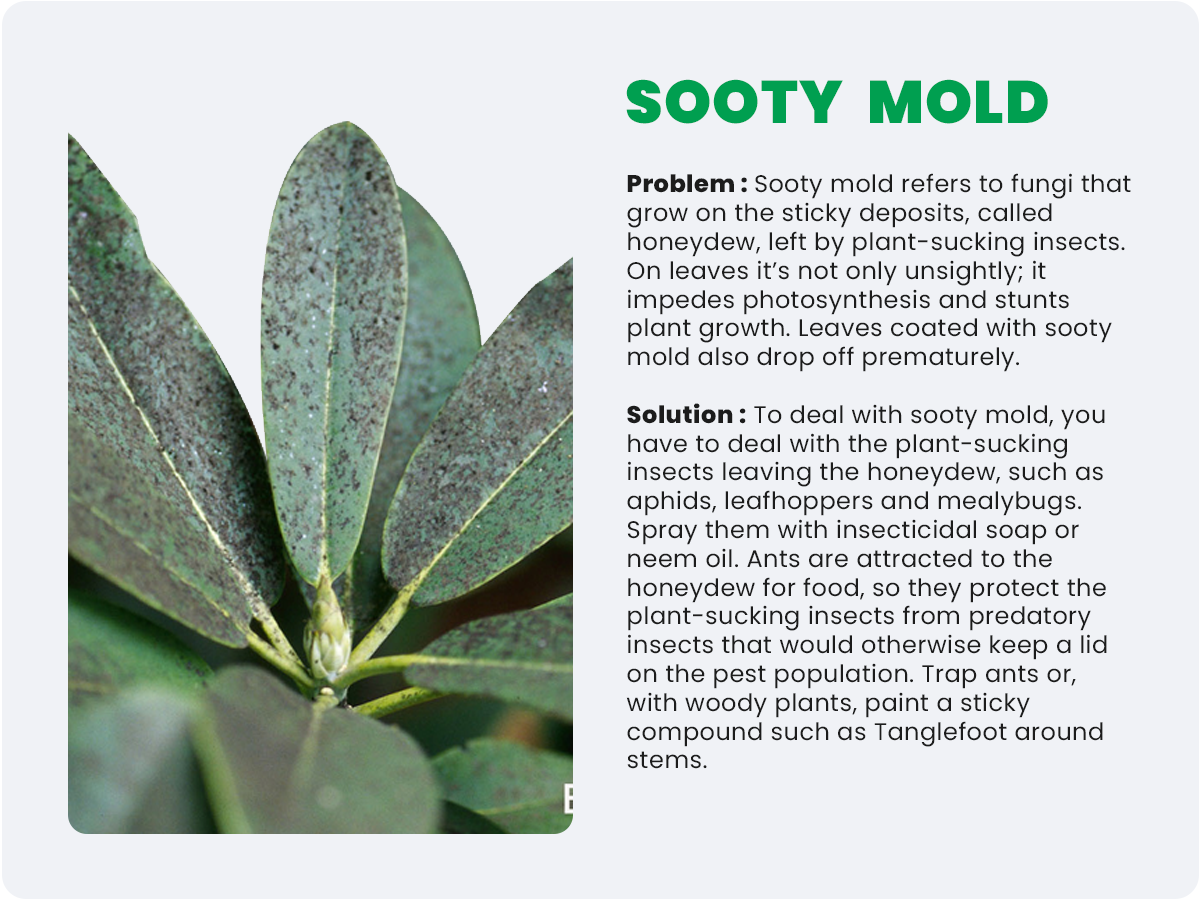 SOOTY MOLD
Problem : Sooty mold refers to fungi that
grow on the sticky deposits, called
honeydew, left by plant-sucking insects.
On leaves it’s not only unsightly; it
impedes photosynthesis and stunts
plant growth. Leaves coated with sooty
mold also drop off prematurely.
Solution : To deal with sooty mold, you
have to deal with the plant-sucking
insects leaving the honeydew, such as
aphids, leafhoppers and mealybugs.
Spray them with insecticidal soap or
neem oil. Ants are attracted to the
honeydew for food, so they protect the
plant-sucking insects from predatory
insects that would otherwise keep a lid
on the pest population. Trap ants or,
with woody plants, paint a sticky
compound such as Tanglefoot around
stems.